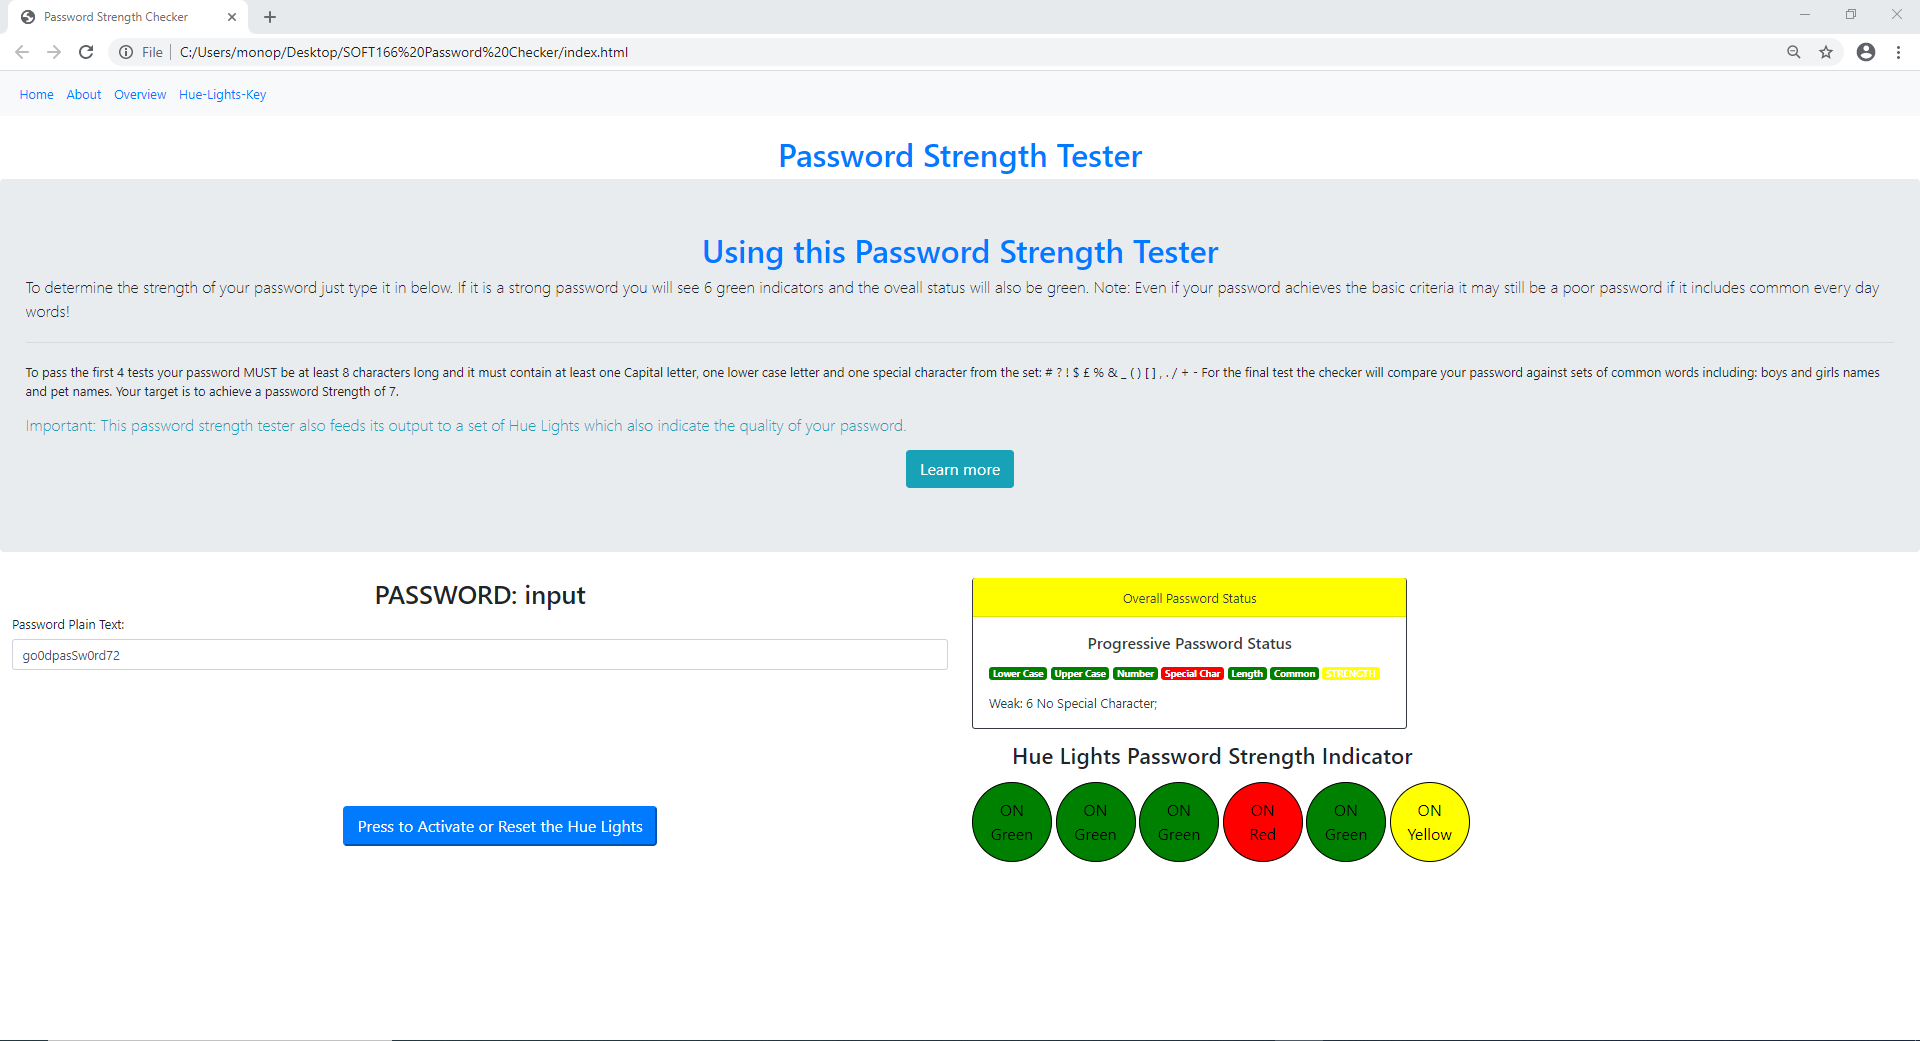 Password Strength Checker
File
C:/Users/monop/Desktop/SOFT166%20Password%20Checker/index.html
Home About Overview Hue-Lights-Key
Password Strength Tester
Using this Password Strength Tester
To determine the strength of your password just type it in below. If it is a strong password you will see 6 green indicators and the oveall status will also be green. Note: Even if your password achieves the basic criteria it may still be a poor password if it includes common every day
words!
To pass the first 4 tests your password MUST be at least 8 characters long and it must contain at least one Capital letter, one lower case letter and one special character from the set: # ? ! $ £ % & _ ( ) [ ] , . / + - For the final test the checker will compare your password against sets of common words including: boys and girls names
and pet names. Your target is to achieve a password Strength of 7.
Important: This password strength tester also feeds its output to a set of Hue Lights which also indicate the quality of your password.
Learn more
PASSWORD: input
Password Plain Text:
go0dpasSw0rd72
Press to Activate or Reset the Hue Lights
Overall Password Status
Progressive Password Status
Lower Case Upper Case Number Special Char Length Common STRENGTH
Weak: 6 No Special Character;
Hue Lights Password Strength Indicator
ON ON ON ON ON ON
Green Green Green Red Green Yellow